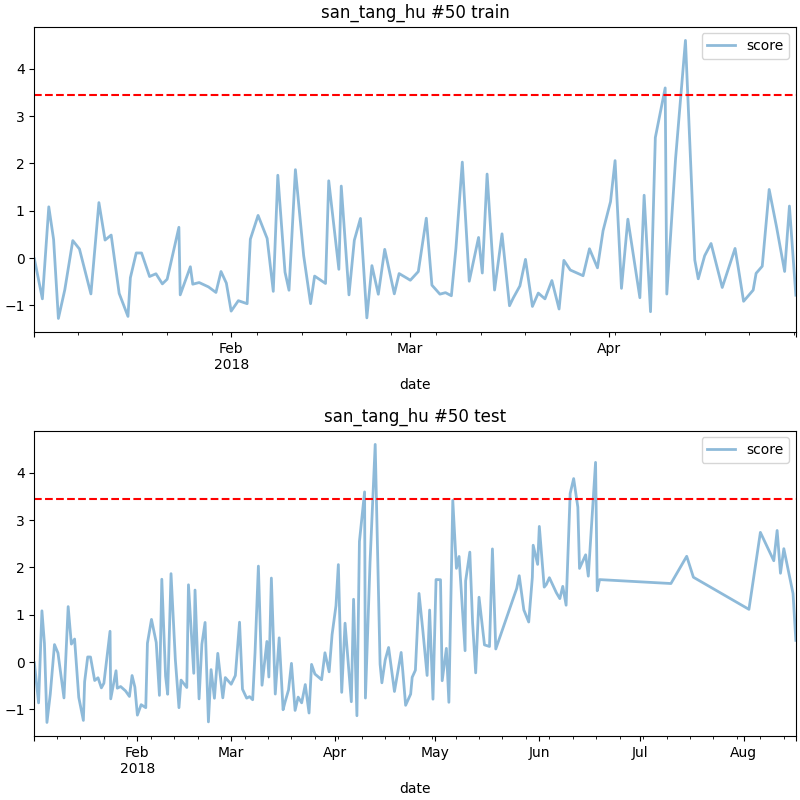 san_tang_hu #50 train
score
4
3
2
1
0
−1
Feb
2018
Mar
Apr
date
san_tang_hu #50 test
score
4
3
2
1
0
−1
Feb
2018
Mar
Apr
May
Jun
Jul
Aug
date